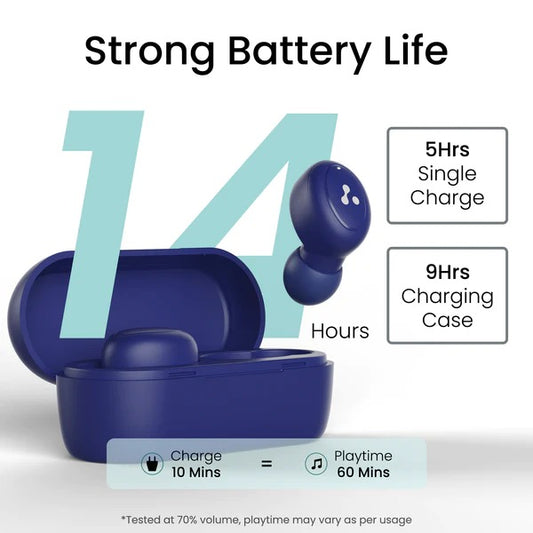 Strong Battery Life
14
Hours
5Hrs
Single
Charge
9Hrs
Charging
Case
Charge
10 Mins
=
Playtime
60 Mins
*Tested at 70% volume, playtime may vary as per usage